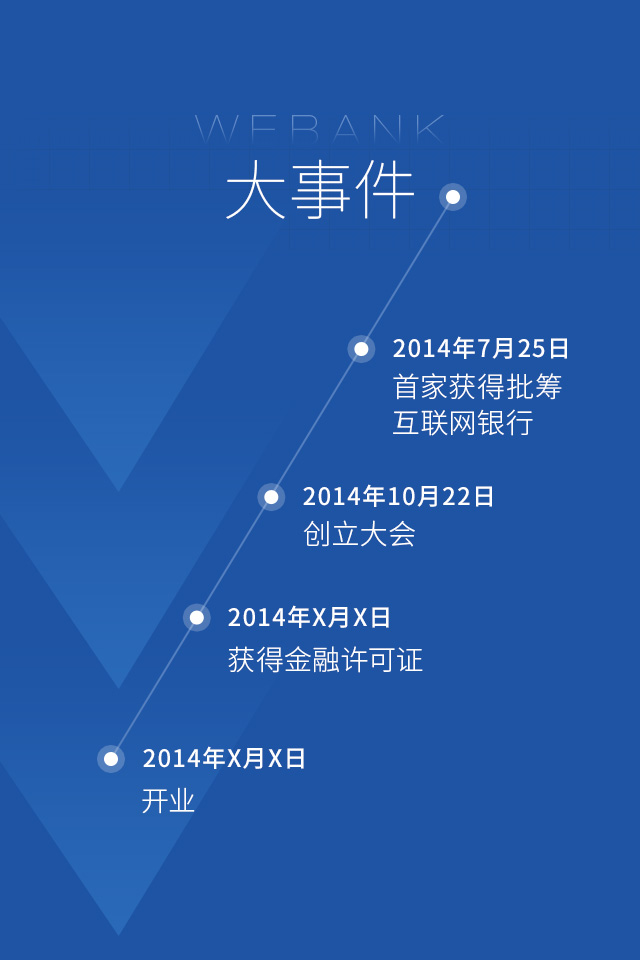 WEBANK
大事件
2014年7月25日
首家获得批筹
互联网银行
2014年10月22日
创立大会
2014年X月X日
获得金融许可证
2014年X月X日
开业